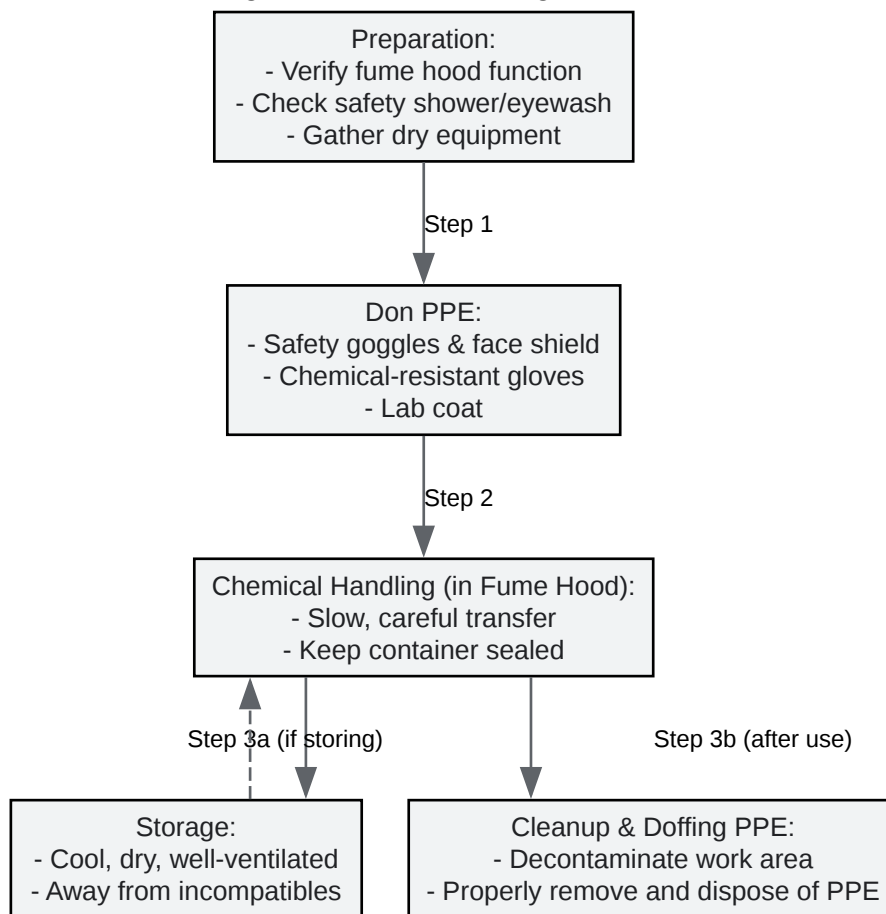 Preparation:
- Verify fume hood function
- Check safety shower/eyewash
- Gather dry equipment
Step 1
Don PPE:
- Safety goggles & face shield
- Chemical-resistant gloves
- Lab coat
Step 2
Chemical Handling (in Fume Hood):
- Slow, careful transfer
- Keep container sealed
Step 3a (if storing)
Step 3b (after use)
Storage:
- Cool, dry, well-ventilated
- Away from incompatibles
Cleanup & Doffing PPE:
- Decontaminate work area
- Properly remove and dispose of PPE